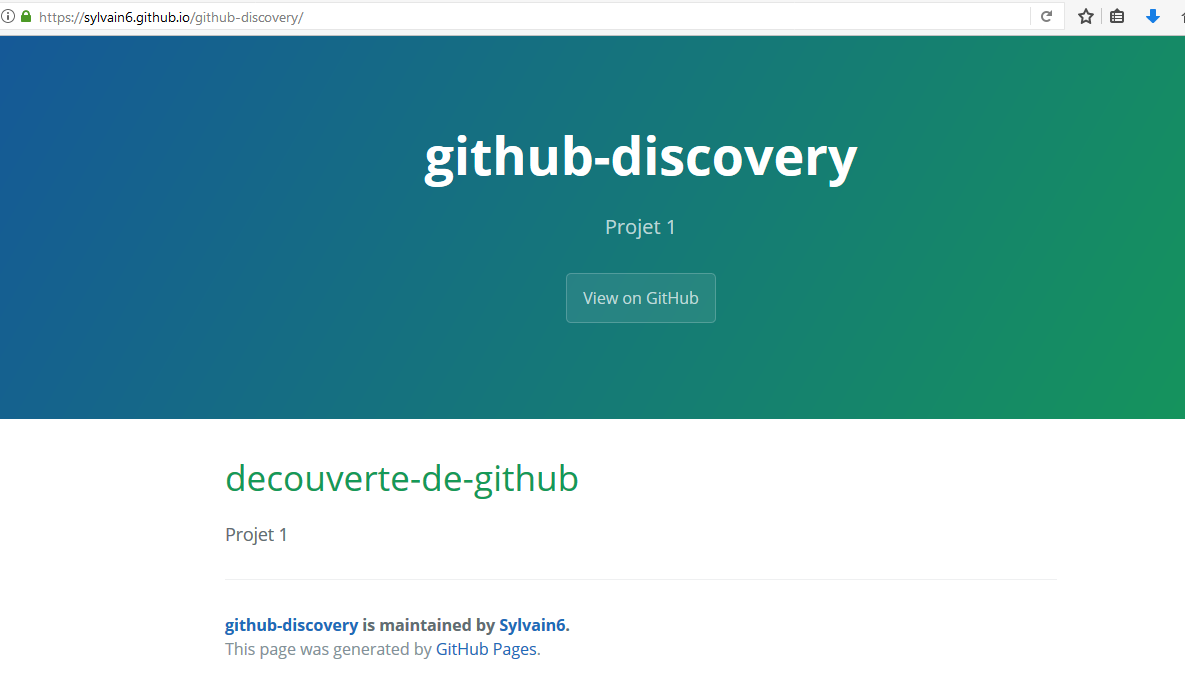 https://sylvain6.github.io/github-discovery/
github-discovery
Projet 1
View on GitHub
decouverte-de-github
Projet 1
github-discovery is maintained by Sylvain6.
This page was generated by GitHub Pages.